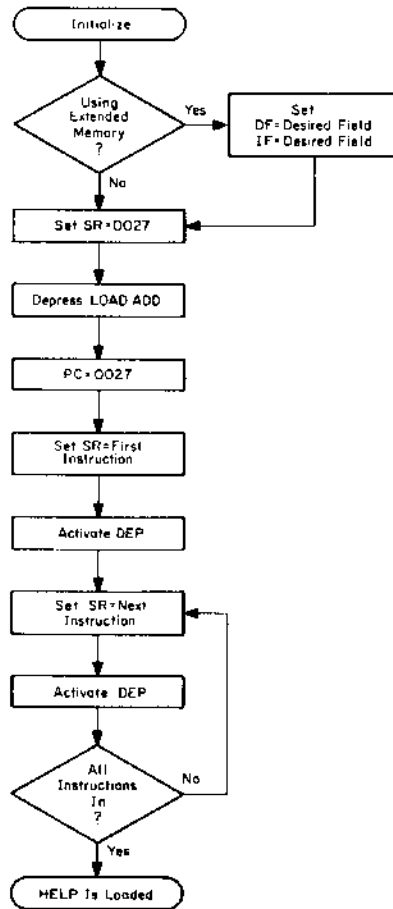 Initialize
Using
Extended
Memory
?
Yes
Set
DF=Desired Field
IF=Desired Field
No
Set SR=0027
Depress LOAD ADD
PC=0027
Set SR=First
Instruction
Activate DEP
Set SR=Next
Instruction
Activate DEP
All
Instructions
In
?
No
Yes
HELP Is Loaded